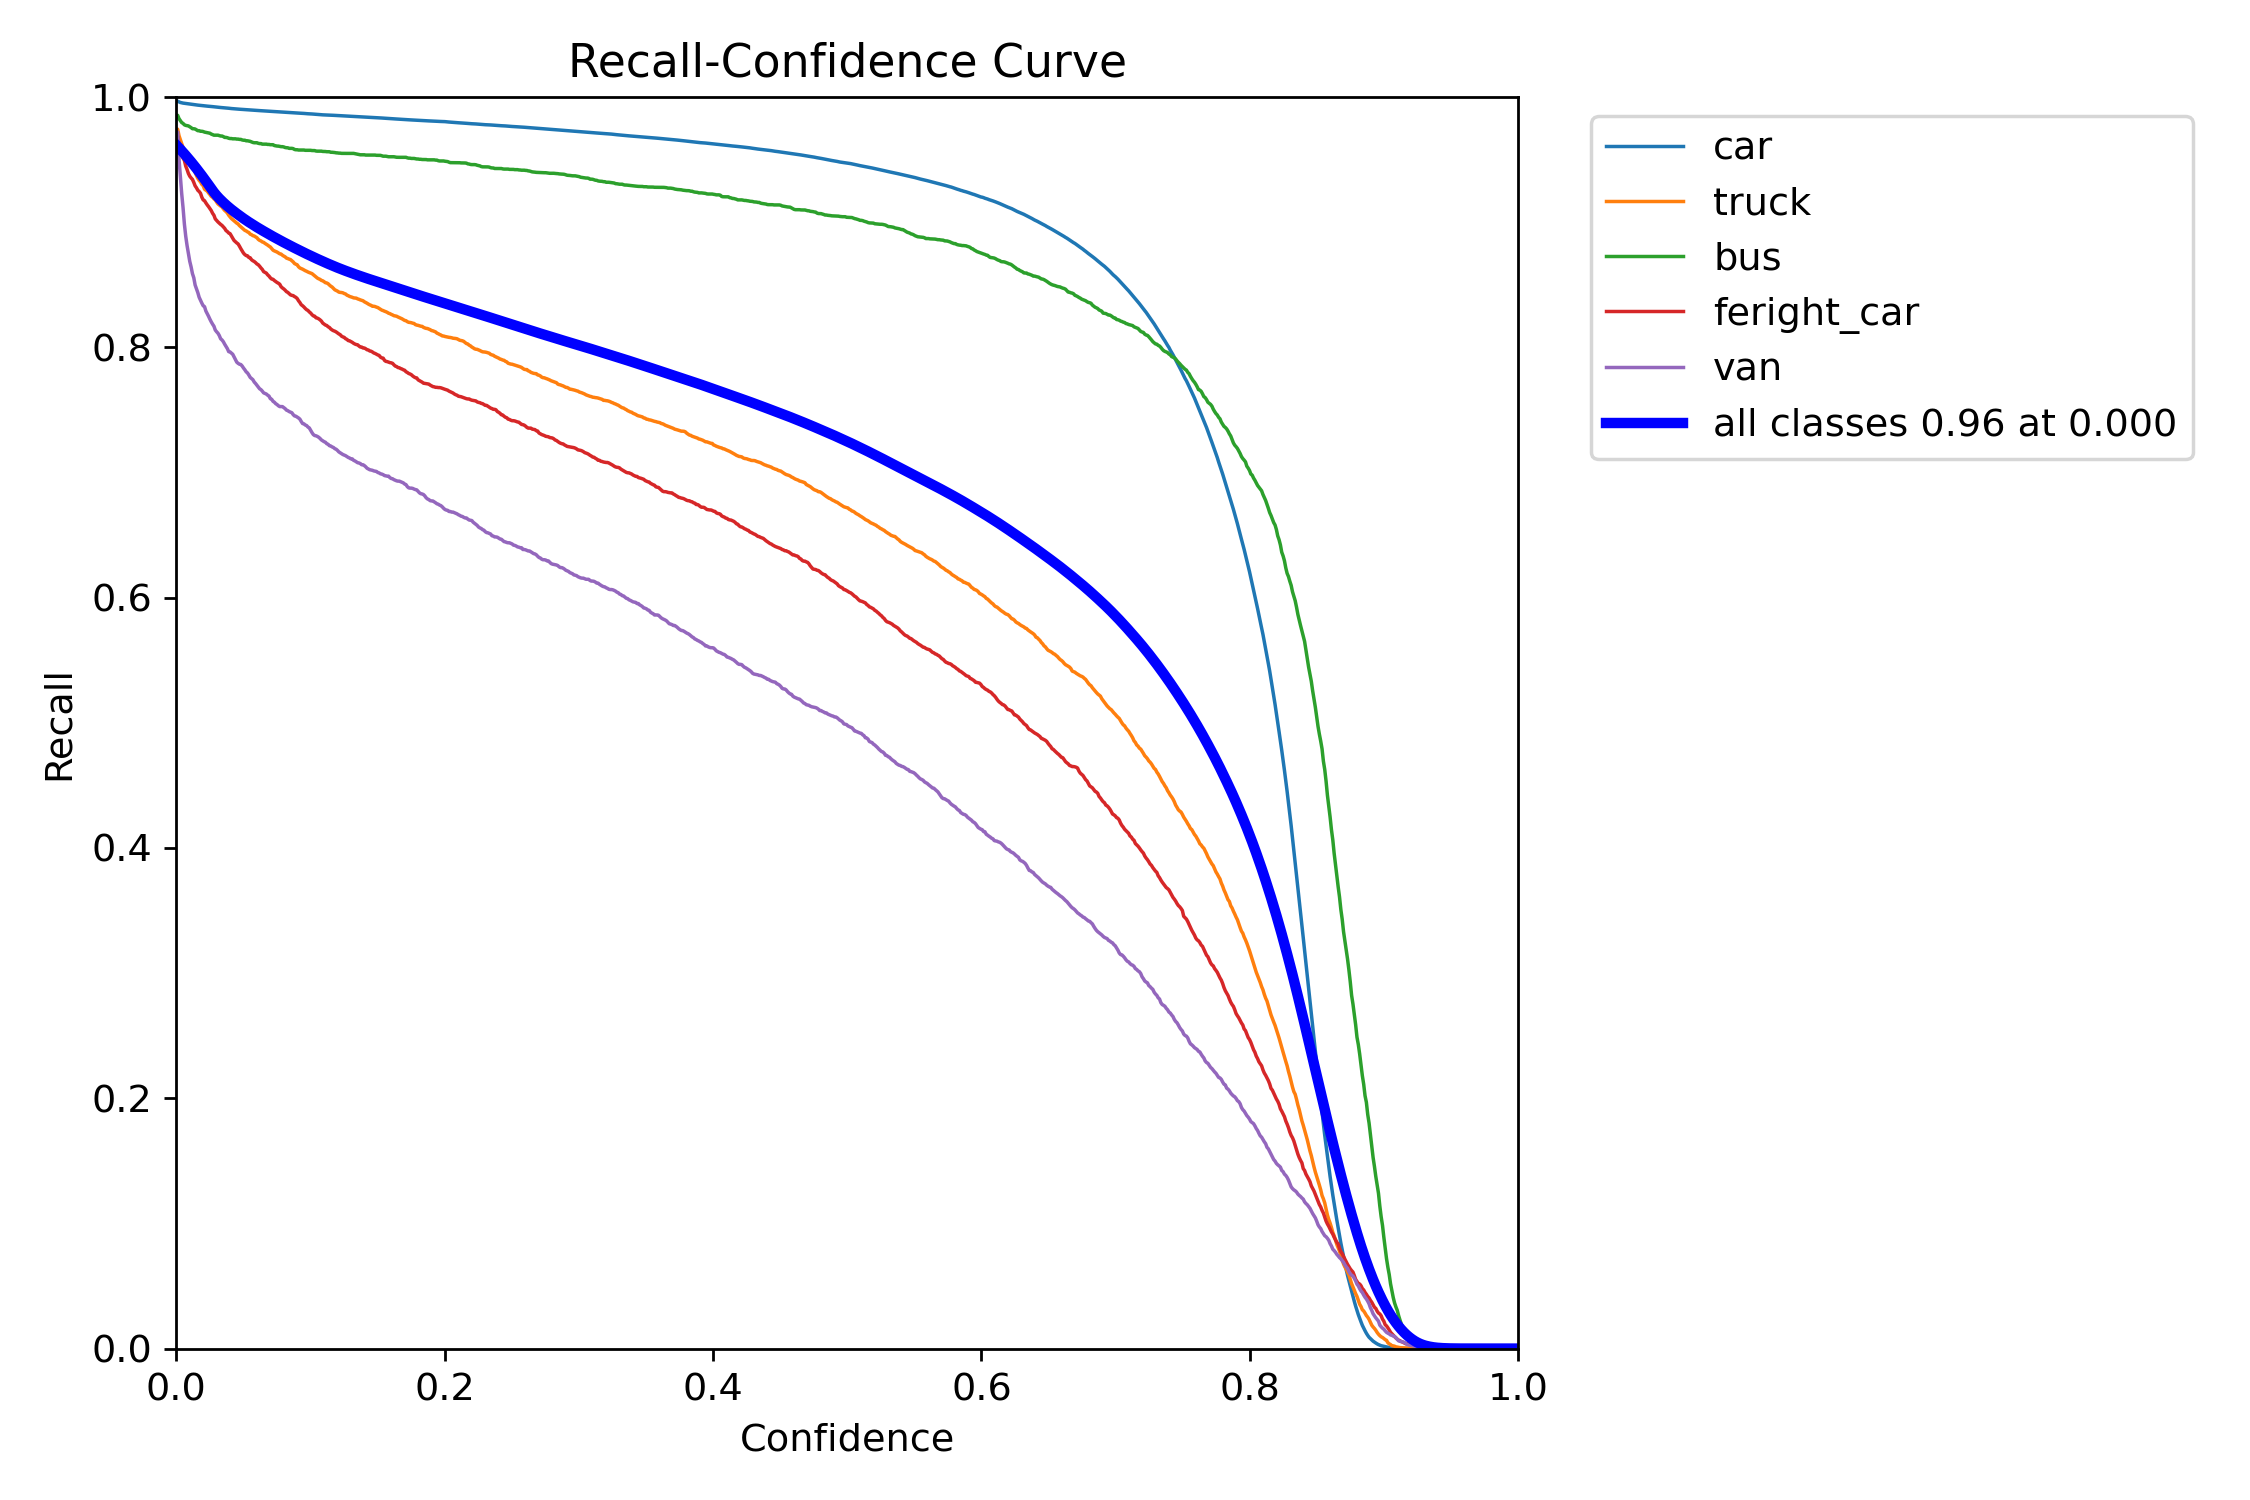 Recall-Confidence Curve
1.0
0.8
0.6
0.4
0.2
0.0
Recall
0.0 0.2 0.4 0.6 0.8 1.0
Confidence
car
truck
bus
feright_car
van
all classes 0.96 at 0.000